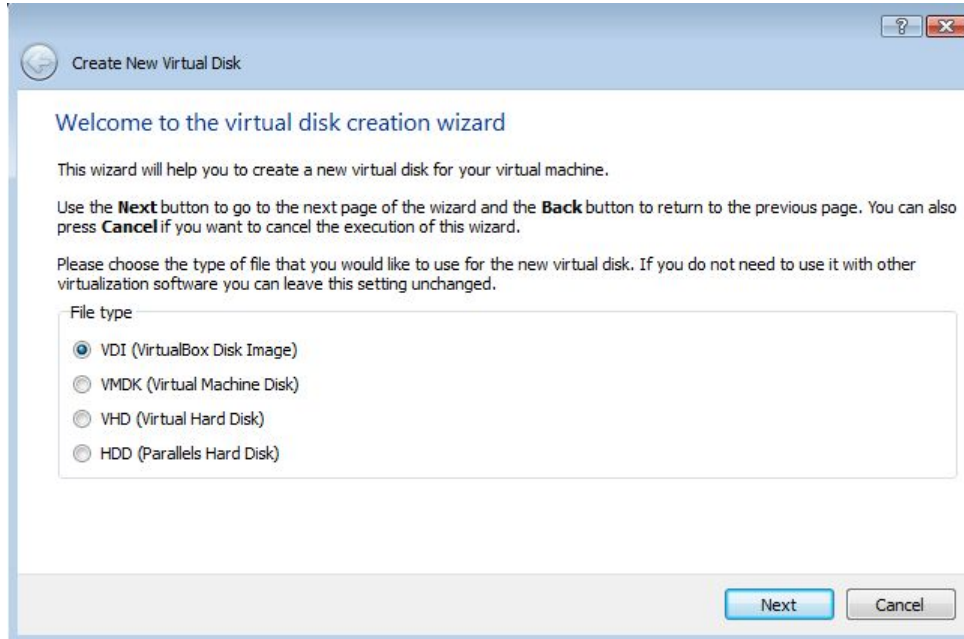 Create New Virtual Disk
Welcome to the virtual disk creation wizard
This wizard will help you to create a new virtual disk for your virtual machine.
Use the Next button to go to the next page of the wizard and the Back button to return to the previous page. You can also
press Cancel if you want to cancel the execution of this wizard.
Please choose the type of file that you would like to use for the new virtual disk. If you do not need to use it with other
virtualization software you can leave this setting unchanged.
File type
VDI (VirtualBox Disk Image)
VMDK (Virtual Machine Disk)
VHD (Virtual Hard Disk)
HDD (Parallels Hard Disk)
Next Cancel